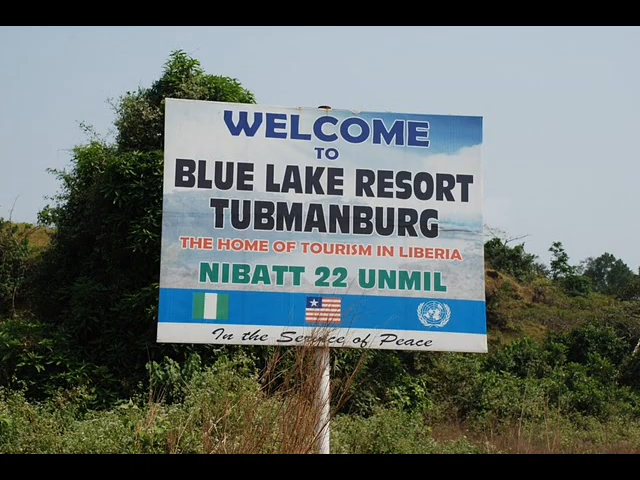 WELCOME
TO
BLUE LAKE RESORT
TUBMANBURG
THE HOME OF TOURISM IN LIBERIA
NIBATT 22 UNMIL
In the Service of Peace